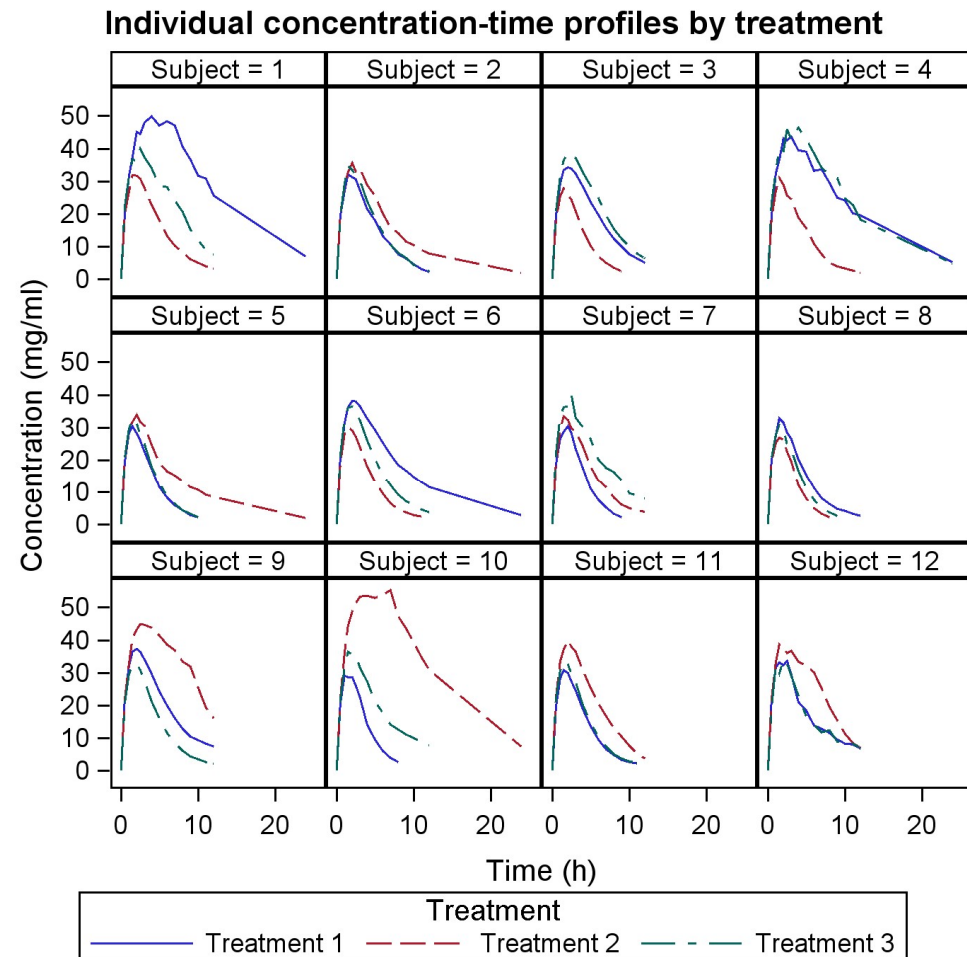 Individual concentration-time profiles by treatment
Subject = 1 Subject = 2 Subject = 3 Subject = 4
50
40
30
20
10
0
Subject = 5 Subject = 6 Subject = 7 Subject = 8
50
40
30
20
10
0
Subject = 9 Subject = 10 Subject = 11 Subject = 12
50
40
30
20
10
0
Concentration (mg/ml)
0 10 20 0 10 20 0 10 20 0 10 20
Time (h)
Treatment
Treatment 1 Treatment 2 Treatment 3